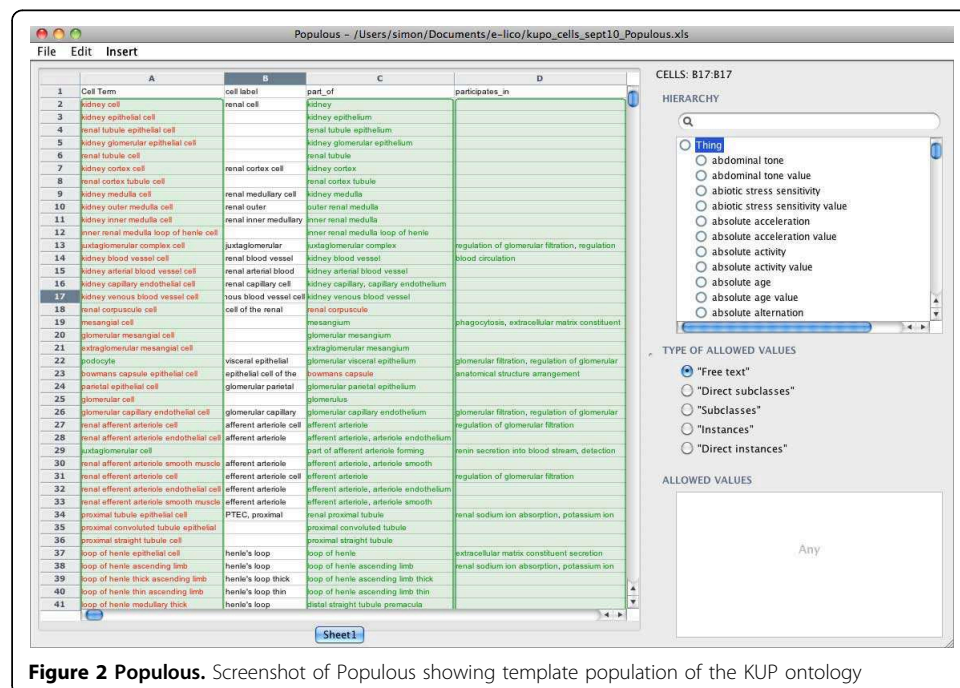 Populous – /Users/simon/Documents/e-lico/kupo_cells_sept10_Populous.xls
File Edit Insert
A B C D
1 Cell Term cell label part_of participates_in
2 kidney cell renal cell kidney
3 kidney epithelial cell kidney epithelium
4 renal tubule epithelial cell renal tubule epithelium
5 kidney glomerular epithelial cell kidney glomerular epithelium
6 renal tubule cell renal tubule
7 kidney cortex cell renal cortex cell kidney cortex
8 renal cortex tubule cell renal cortex tubule
9 kidney medulla cell renal medullary cell kidney medulla
10 kidney outer medulla cell renal outer outer renal medulla
11 kidney inner medulla cell renal inner medullary inner renal medulla
12 inner renal medulla loop of henle cell inner renal medulla loop of henle
13 juxtaglomerular complex cell juxtaglomerular juxtaglomerular complex regulation of glomerular filtration, regulation
14 kidney blood vessel cell renal blood vessel kidney blood vessel blood circulation
15 kidney arterial blood vessel cell renal arterial blood kidney arterial blood vessel
16 kidney capillary endothelial cell renal capillary cell kidney capillary, capillary endothelium
17 kidney venous blood vessel cell nous blood vessel cell kidney venous blood vessel
18 renal corpuscule cell cell of the renal renal corpuscule
19 mesangial cell mesangium phagocytosis, extracellular matrix constituent
20 glomerular mesangial cell glomerular mesangium
21 extraglomerular mesangial cell extraglomerular mesangium
22 podocyte visceral epithelial glomerular visceral epithelium glomerular filtration, regulation of glomerular
23 bowmans capsule epithelial cell epithelial cell of the bowmans capsule anatomical structure arrangement
24 parietal epithelial cell glomerular parietal glomerular parietal epithelium
25 glomerular cell glomerulus
26 glomerular capillary endothelial cell glomerular capillary glomerular capillary endothelium glomerular filtration, regulation of glomerular
27 renal afferent arteriole cell afferent arteriole cell afferent arteriole regulation of glomerular filtration
28 renal afferent arteriole endothelial cell afferent arteriole afferent arteriole, arteriole endothelium
29 juxtaglomerular cell part of afferent arteriole forming renin secretion into blood stream, detection
30 renal afferent arteriole smooth muscle afferent arteriole afferent arteriole, arteriole smooth
31 renal efferent arteriole cell efferent arteriole cell efferent arteriole regulation of glomerular filtration
32 renal efferent arteriole endothelial cell efferent arteriole efferent arteriole, arteriole endothelium
33 renal efferent arteriole smooth muscle efferent arteriole efferent arteriole, arteriole smooth
34 proximal tubule epithelial cell PTEC, proximal renal proximal tubule renal sodium ion absorption, potassium ion
35 proximal convoluted tubule epithelial proximal convoluted tubule
36 proximal straight tubule cell proximal straight tubule
37 loop of henle epithelial cell henle's loop loop of henle extracellular matrix constituent secretion
38 loop of henle ascending limb henle's loop loop of henle ascending limb renal sodium ion absorption, potassium ion
39 loop of henle thick ascending limb henle's loop thick loop of henle ascending limb thick
40 loop of henle thin ascending limb henle's loop thin loop of henle ascending limb thin
41 loop of henle medullary thick henle's loop distal straight tubule premacula
Sheet1
CELLS: B17:B17
HIERARCHY
Thing
abdominal tone
abdominal tone value
abiotic stress sensitivity
abiotic stress sensitivity value
absolute acceleration
absolute acceleration value
absolute activity
absolute activity value
absolute age
absolute age value
absolute alternation
TYPE OF ALLOWED VALUES
"Free text"
"Direct subclasses"
"Subclasses"
"Instances"
"Direct instances"
ALLOWED VALUES
Any
Figure 2 Populous. Screenshot of Populous showing template population of the KUP ontology